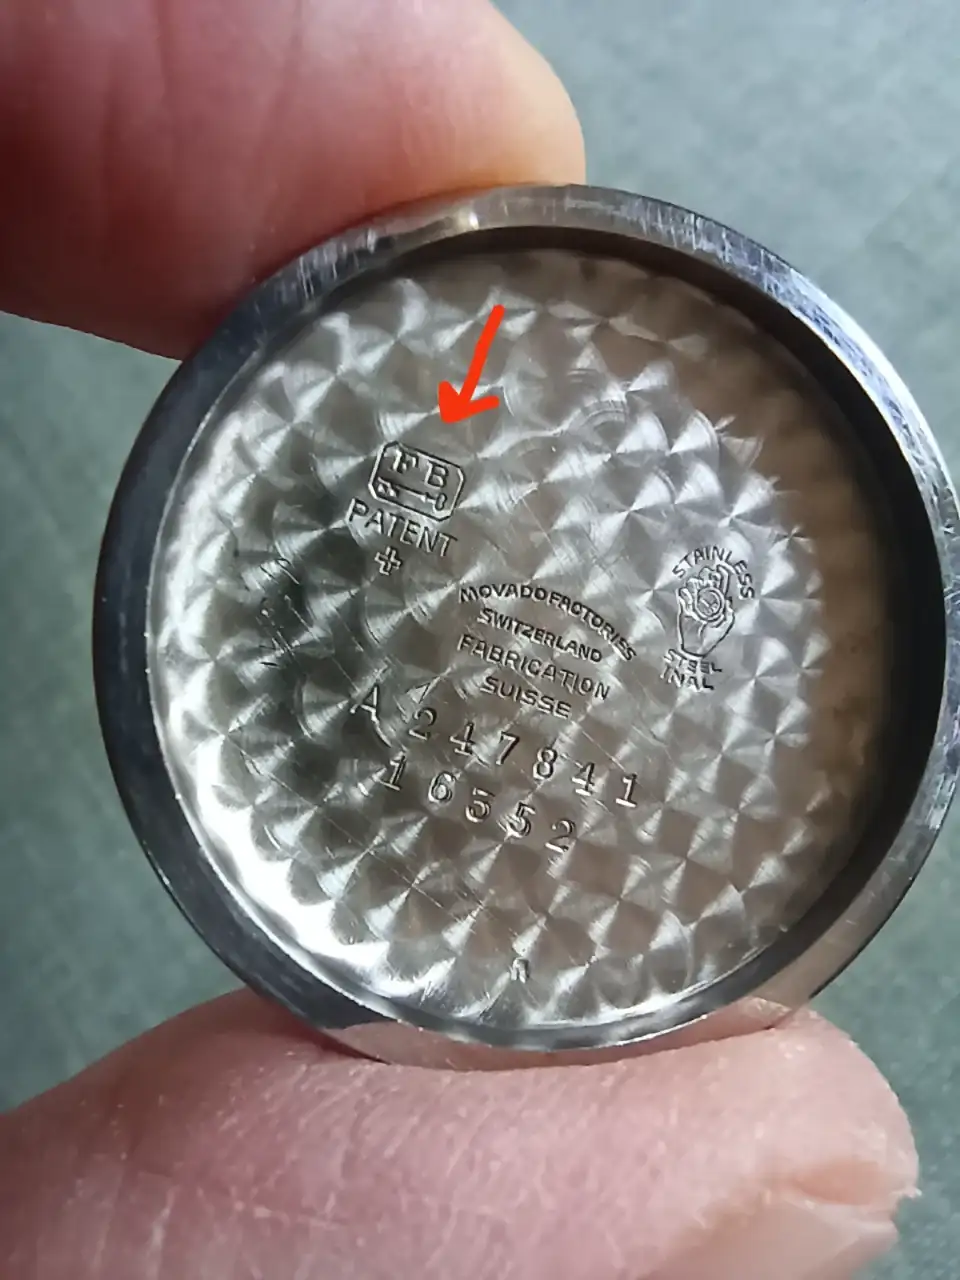 FB
PATENT
+
MOVADO FACTORIES
SWITZERLAND
FABRICATION
SUISSE
STAINLESS
STEEL
INAL
A 247841
16552